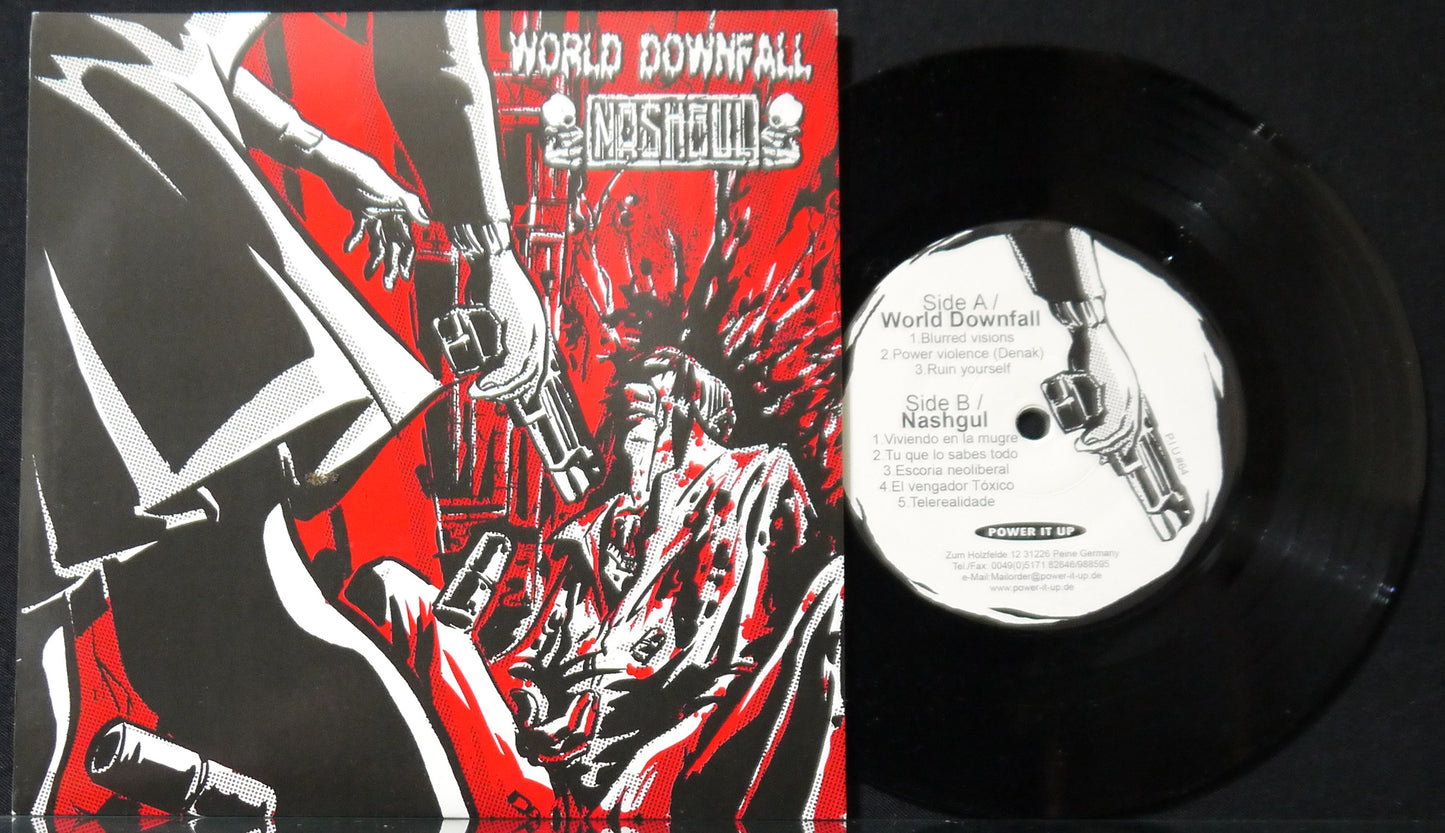 WORLD DOWNFALL
NASHGUL
Side A /
World Downfall
1.Blurred visions
2.Power violence (Denak)
3.Ruin yourself
Side B /
Nashgul
1.Viviendo en la mugre
2.Tu que lo sabes todo
3.Escoria neoliberal
4.El vengador Tóxico
5.Telerealidade
P I U #64
POWER IT UP
Zum Holzfelde 12 31226 Peine Germany
Tel./Fax: 0049(0)5171 82646/988595
e-Mail:Mailorder@power-it-up.de
www.power-it-up.de